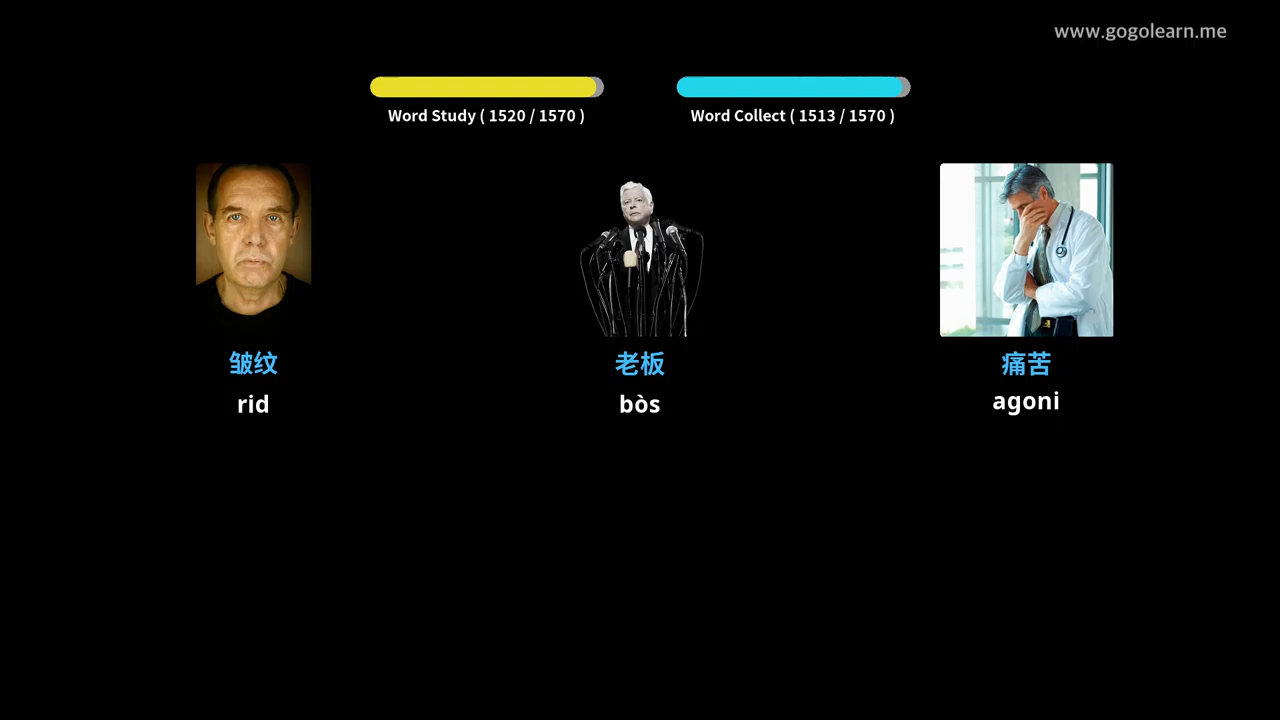 www.gogolearn.me
Word Study ( 1520 / 1570 )
Word Collect ( 1513 / 1570 )
皱纹
老板
痛苦
rid
bòs
agoni